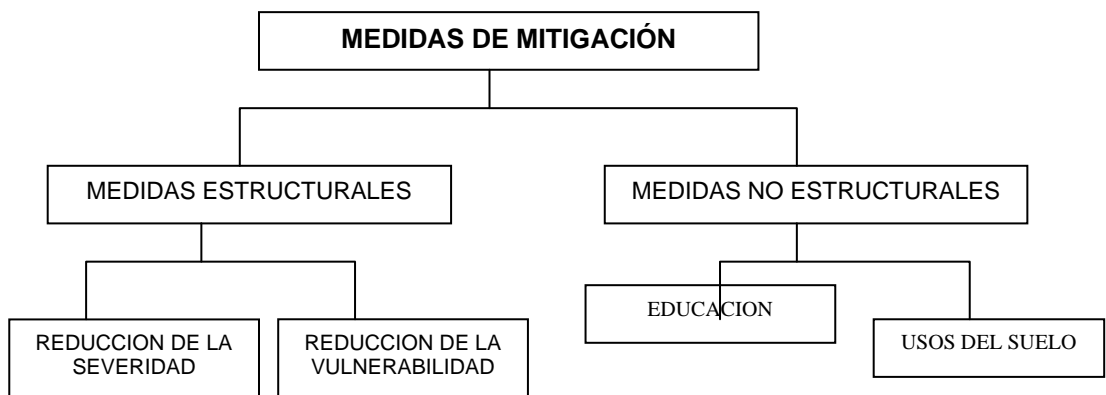 MEDIDAS DE MITIGACIÓN
MEDIDAS ESTRUCTURALES
MEDIDAS NO ESTRUCTURALES
REDUCCION DE LA
SEVERIDAD
REDUCCION DE LA
VULNERABILIDAD
EDUCACION
USOS DEL SUELO